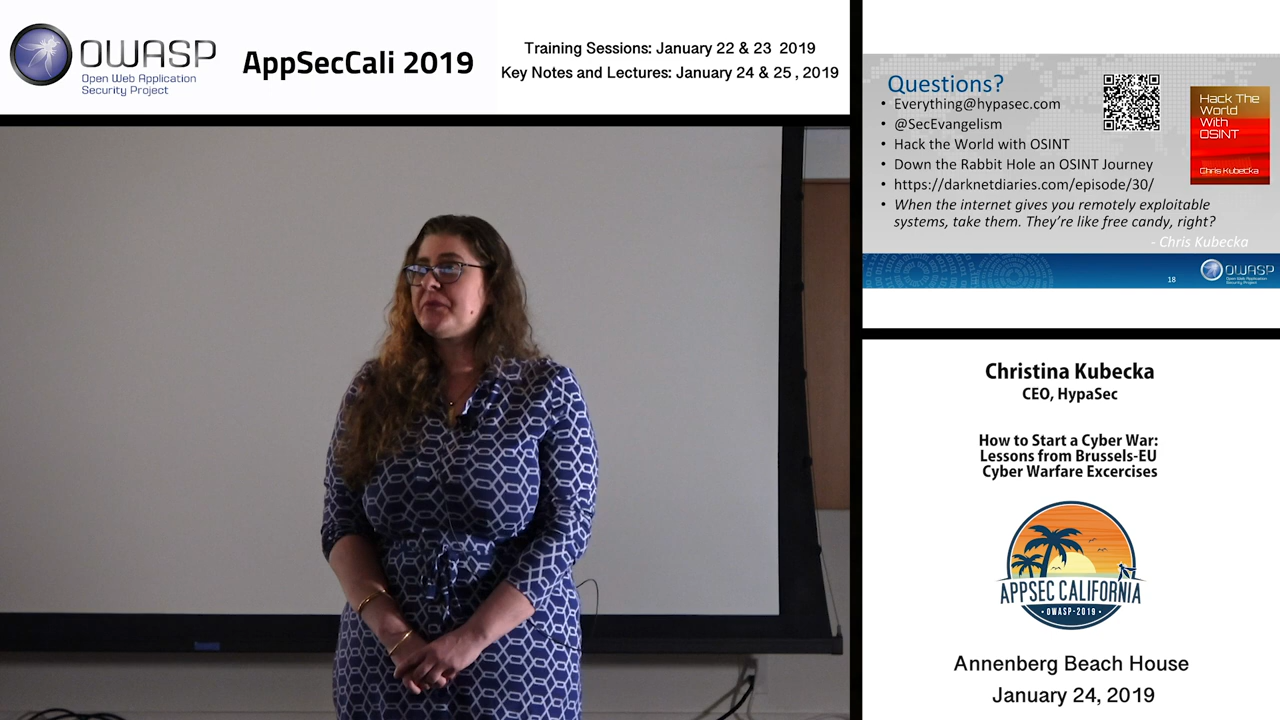 OWASP
Open Web Application
Security Project
AppSecCali 2019
Training Sessions: January 22 & 23 2019
Key Notes and Lectures: January 24 & 25 , 2019
Questions?
• Everything@hypasec.com
• @SecEvangelism
• Hack the World with OSINT
• Down the Rabbit Hole an OSINT Journey
• https://darknetdiaries.com/episode/30/
• When the internet gives you remotely exploitable
systems, take them. They're like free candy, right?
- Chris Kubecka
Hack The
World
With
OSINT
Chris Kubecka
18
OWASP
Open Web Application
Security Project
Christina Kubecka
CEO, HypaSec
How to Start a Cyber War:
Lessons from Brussels-EU
Cyber Warfare Excercises
APPSEC CALIFORNIA
• OWASP-2019 •
Annenberg Beach House
January 24, 2019